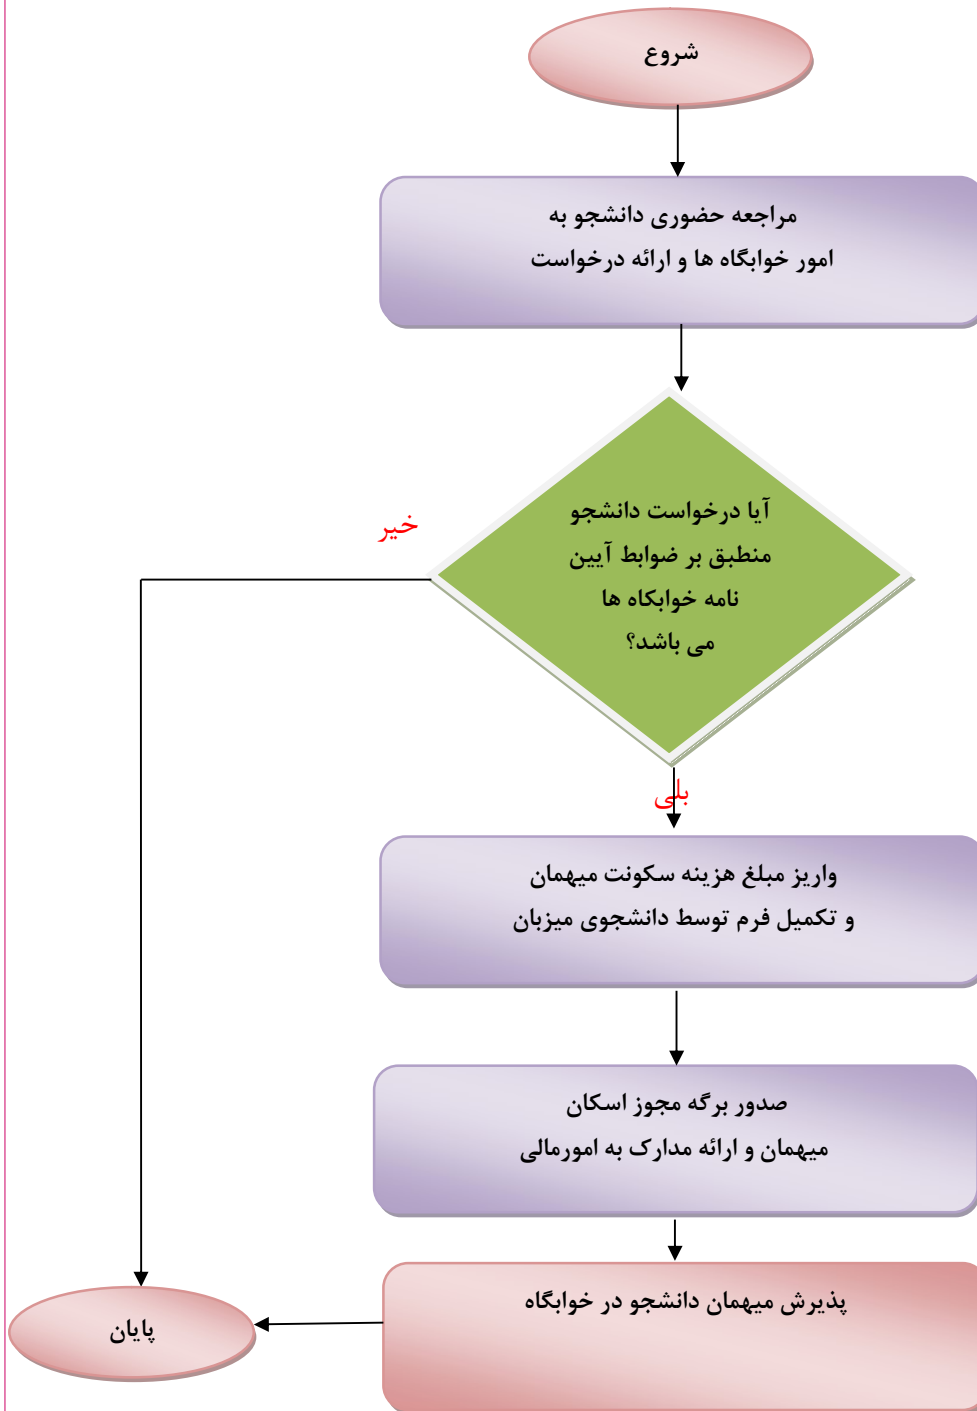 شروع
مراجعه حضوری دانشجو به
امور خوابگاه ها و ارائه درخواست
آیا درخواست دانشجو
منطبق بر ضوابط آیین
نامه خوابکاه ها
می باشد؟
خیر
بلی
واریز مبلغ هزینه سکونت میهمان
و تکمیل فرم توسط دانشجوی میزبان
صدور برگه مجوز اسکان
میهمان و ارائه مدارک به امورمالی
پذیرش میهمان دانشجو در خوابگاه
پایان